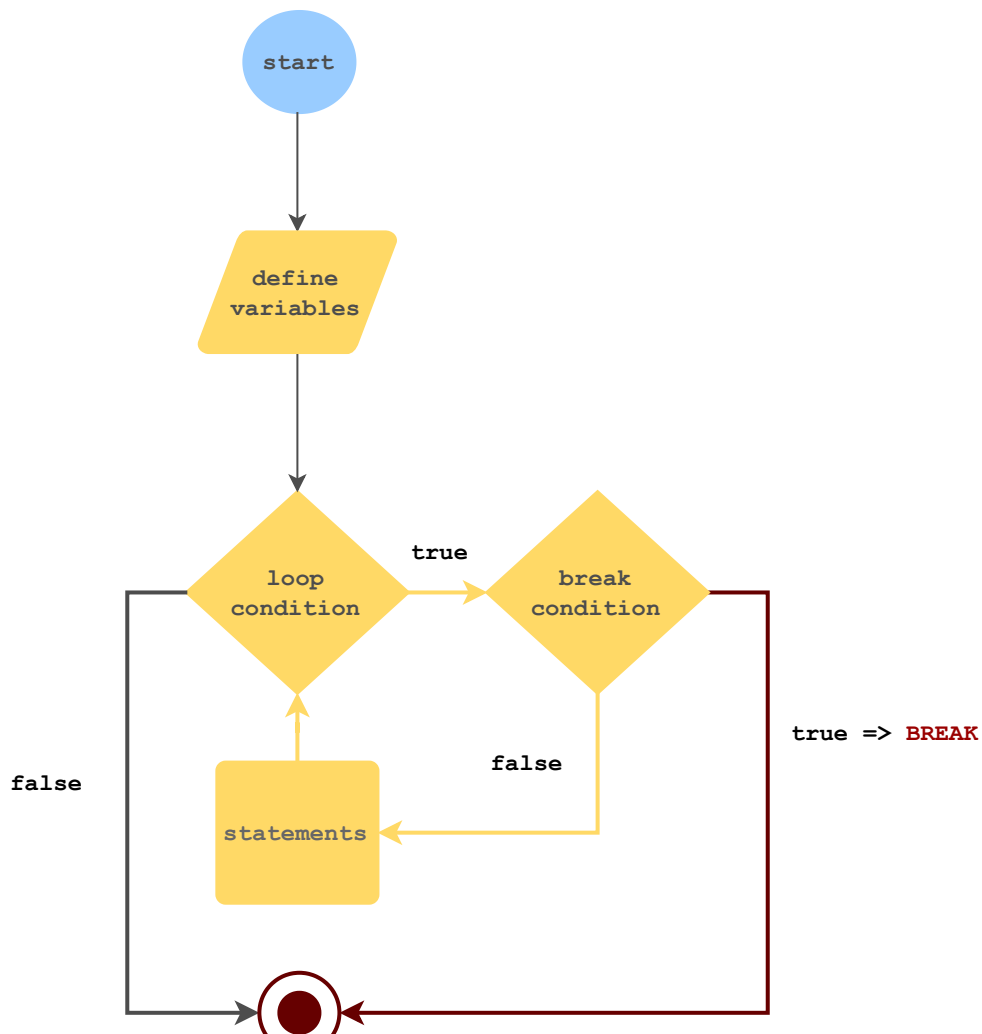 start
define
variables
true
loop
condition
break
condition
true => BREAK
false
false
statements